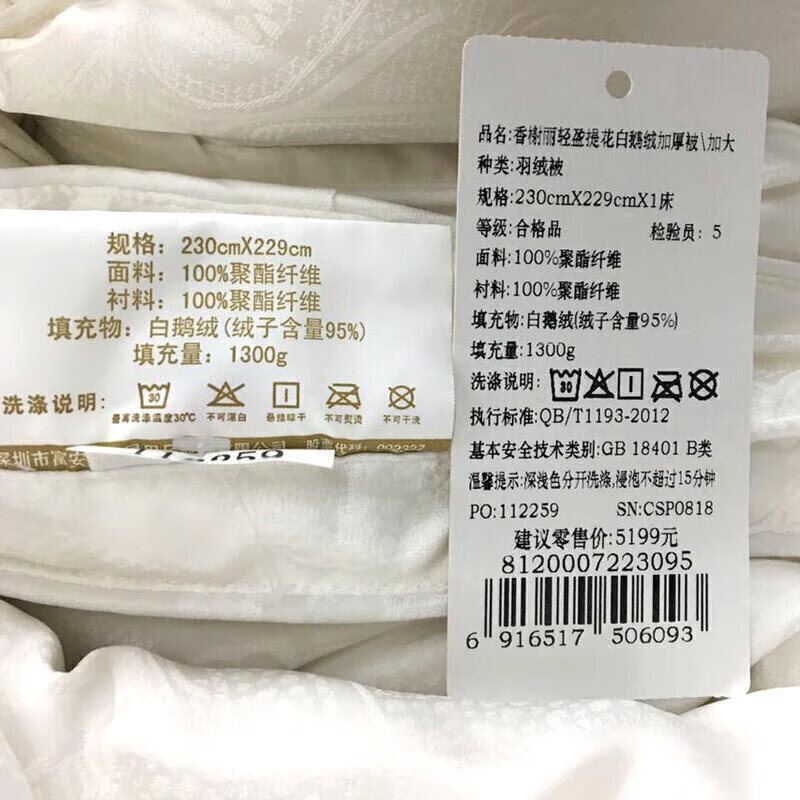 规格：230cmX229cm
面料：100%聚酯纤维
衬料：100%聚酯纤维
填充物：白鹅绒(绒子含量95%)
填充量：1300g
洗涤说明：
30
最高洗涤温度30℃ 不可漂白 悬挂晾干 不可熨烫 不可干洗
深圳市富安 股票代码：002327
品名:香榭丽轻盈提花白鹅绒加厚被\加大
种类:羽绒被
规格:230cmX229cmX1床
等级:合格品 检验员：5
面料:100%聚酯纤维
衬料:100%聚酯纤维
填充物:白鹅绒(绒子含量95%)
填充量:1300g
洗涤说明: 30
执行标准:QB/T1193-2012
基本安全技术类别:GB 18401 B类
温馨提示:深浅色分开洗涤,浸泡不超过15分钟
PO:112259 SN:CSP0818
建议零售价:5199元
8120007223095
6 916517 506093